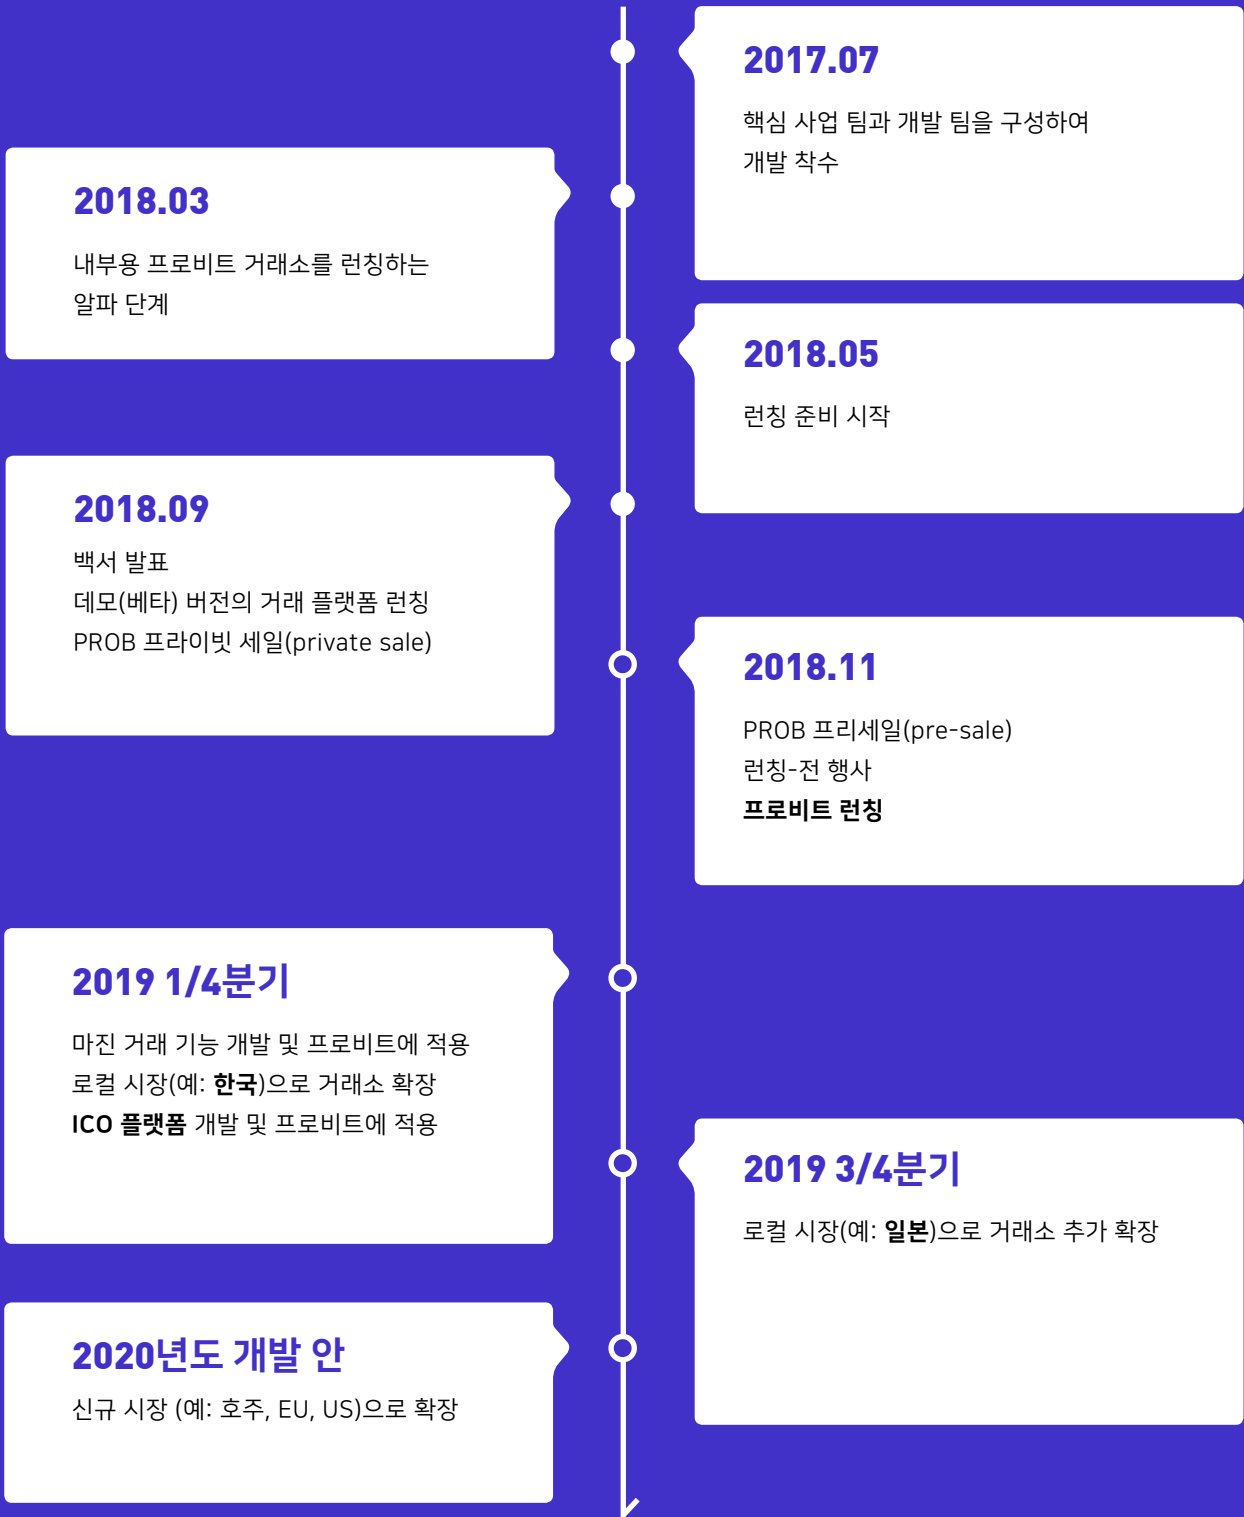 2017.07
핵심 사업 팀과 개발 팀을 구성하여
개발 착수
2018.03
내부용 프로비트 거래소를 런칭하는
알파 단계
2018.05
런칭 준비 시작
2018.09
백서 발표
데모(베타) 버전의 거래 플랫폼 런칭
PROB 프라이빗 세일(private sale)
2018.11
PROB 프리세일(pre-sale)
런칭-전 행사
프로비트 런칭
2019 1/4분기
마진 거래 기능 개발 및 프로비트에 적용
로컬 시장(예: 한국)으로 거래소 확장
ICO 플랫폼 개발 및 프로비트에 적용
2019 3/4분기
로컬 시장(예: 일본)으로 거래소 추가 확장
2020년도 개발 안
신규 시장 (예: 호주, EU, US)으로 확장